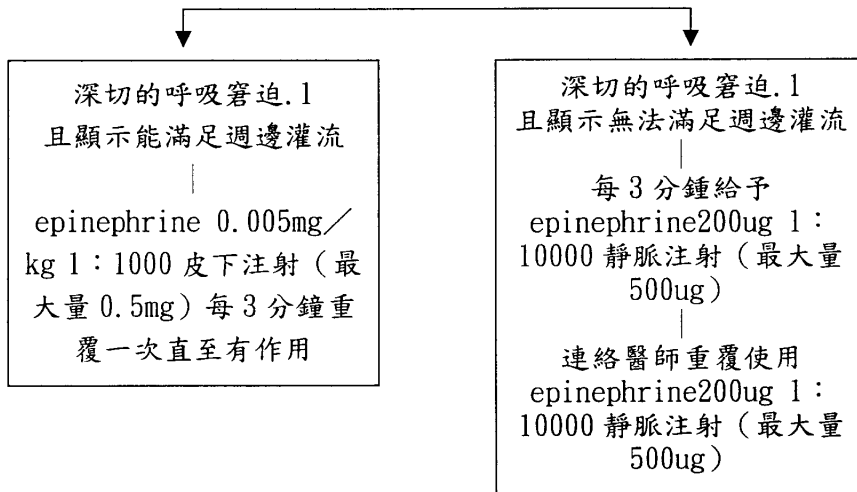 深切的呼吸窘迫.1
且顯示能滿足週邊灌流
epinephrine 0.005mg／
kg 1：1000 皮下注射（最
大量 0.5mg）每 3 分鐘重
覆一次直至有作用
深切的呼吸窘迫.1
且顯示無法滿足週邊灌流
每 3 分鍾給予
epinephrine200ug 1：
10000 靜脈注射（最大量
500ug）
連絡醫師重覆使用
epinephrine200ug 1：
10000 靜脈注射（最大量
500ug）